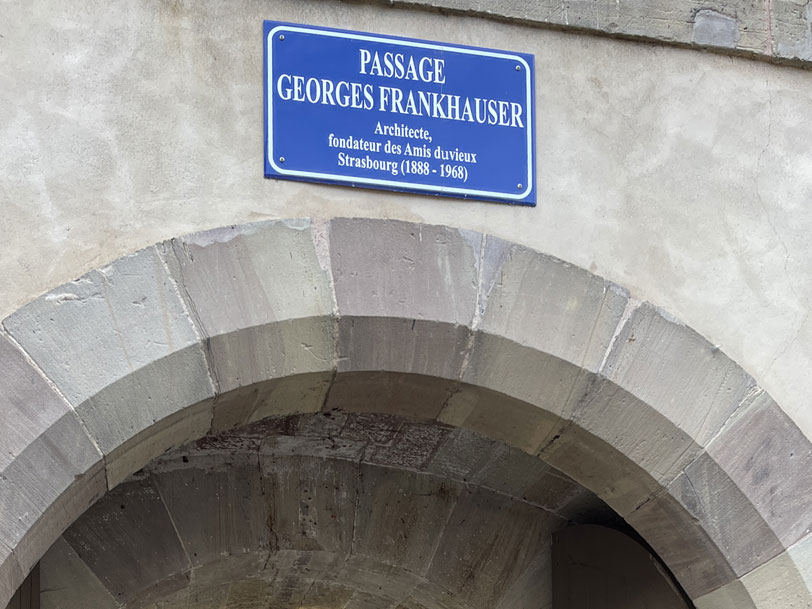 PASSAGE
GEORGES FRANKHAUSER
Architecte,
fondateur des Amis duvieux
Strasbourg (1888 - 1968)